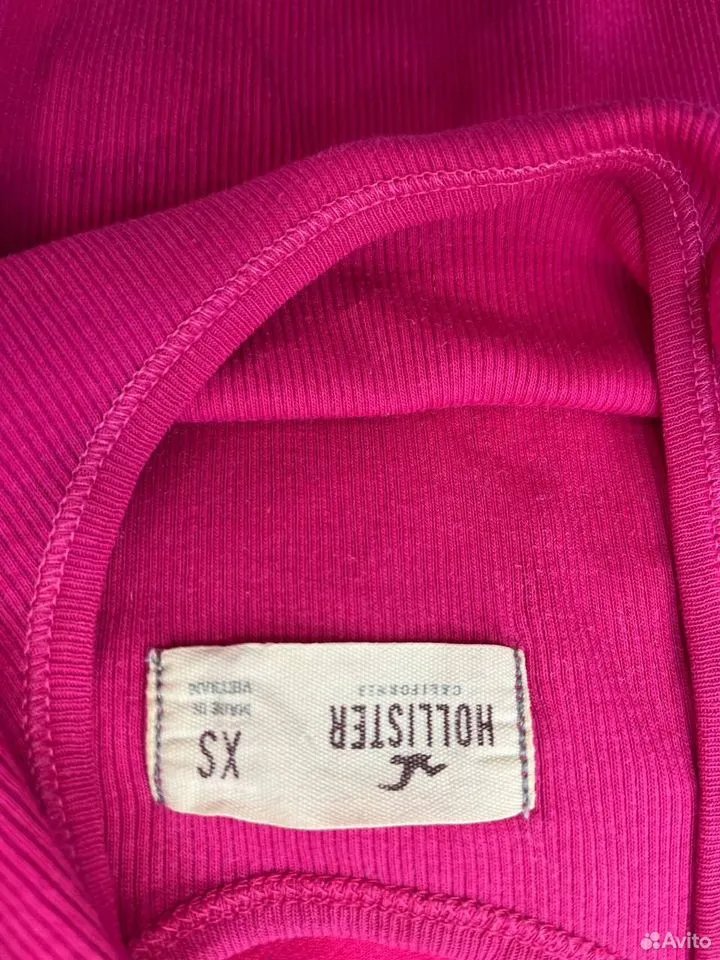 HOLLISTER
CALIFORNIA
XS
MADE IN
VIETNAM
Avito